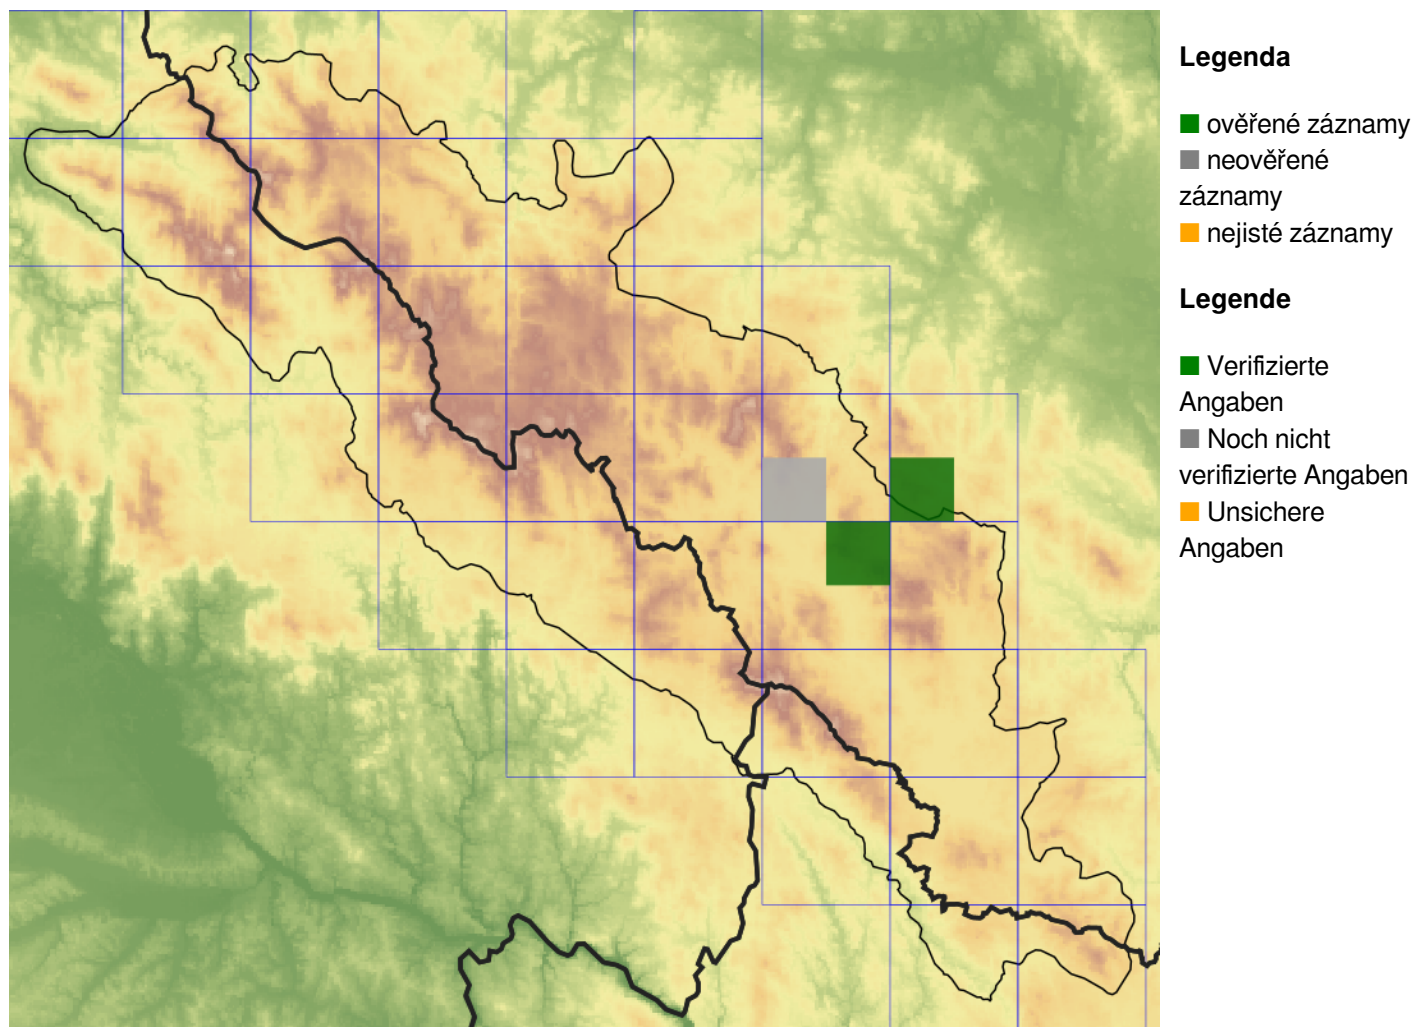 Legenda
ověřené záznamy
neověřené
záznamy
nejisté záznamy
Legende
Verifizierte
Angaben
Noch nicht
verifizierte Angaben
Unsichere
Angaben